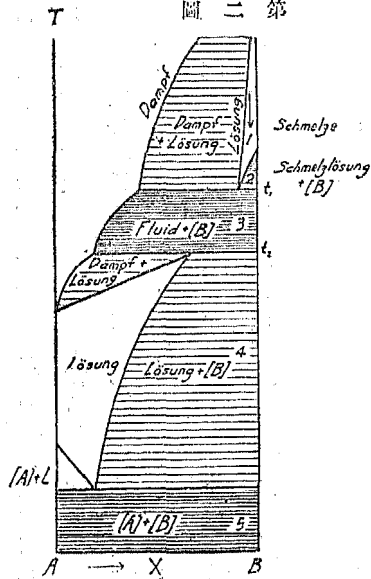 圖二第
T
Dampf
Dampf
+ Lösung
Lösung
1
2
Schmelze
Schmelzlösung
+ [B]
t₁
Fluid + [B] 3
t₂
Dampf +
Lösung
Lösung
Lösung + [B]
4
[A]+L
[A]+[B] 5
A → X B